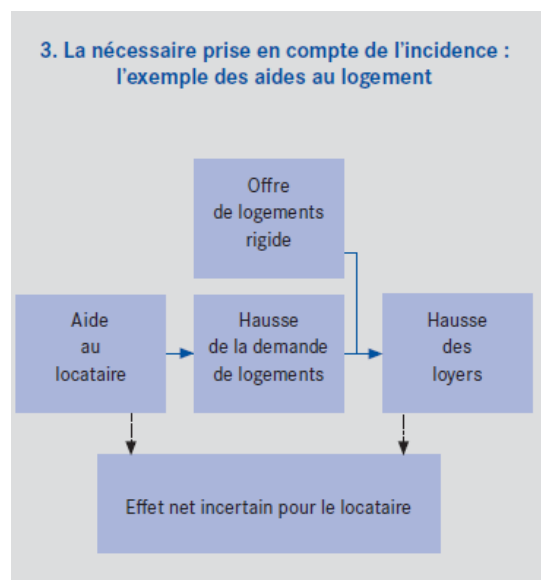 3. La nécessaire prise en compte de l'incidence :
l'exemple des aides au logement
Offre
de logements
rigide
Aide
au
locataire
Hausse
de la demande
de logements
Hausse
des
loyers
Effet net incertain pour le locataire